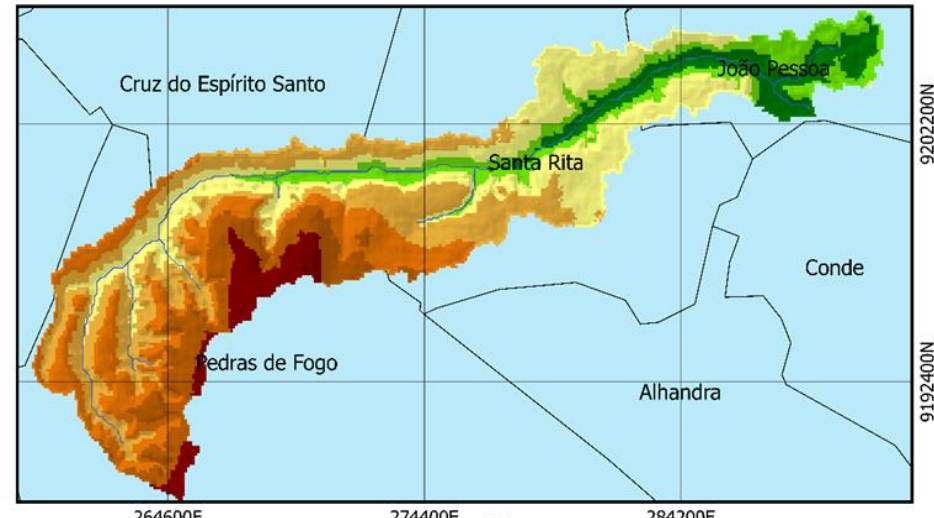 João Pessoa
Cruz do Espírito Santo
9202200N
Santa Rita
Conde
Pedras de Fogo
Alhandra
9192400N
264600E
274400E
284200E